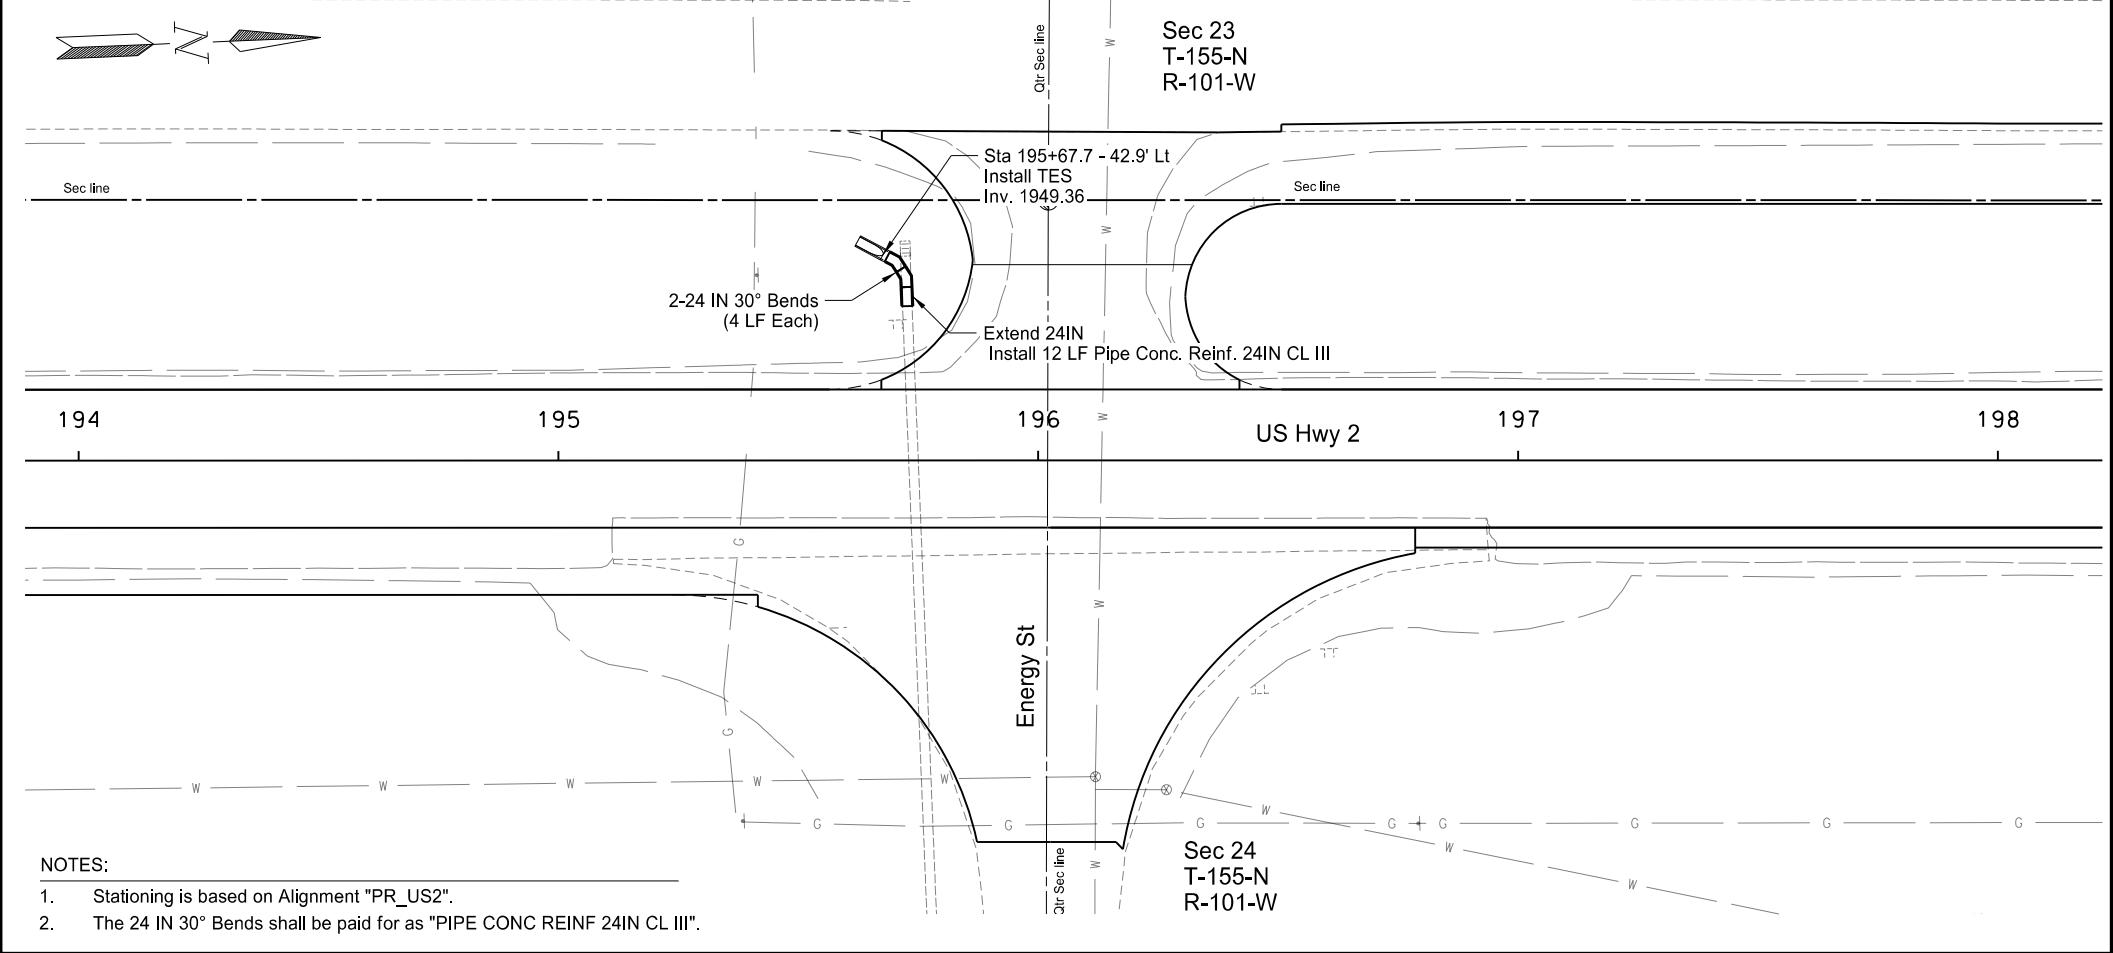 N
Qtr Sec line
W
Sec 23
T-155-N
R-101-W
Sta 195+67.7 - 42.9' Lt
Install TES
Inv. 1949.36
Sec line
Sec line
W
2-24 IN 30° Bends
(4 LF Each)
Extend 24IN
Install 12 LF Pipe Conc. Reinf. 24IN CL III
194
195
196
197
198
W
US Hwy 2
G
W
Energy St
G
W
W
W
W
W
W
G
G
G
G
G
G
G
G
W
W
W
Qtr Sec line
Sec 24
T-155-N
R-101-W
NOTES:
1. Stationing is based on Alignment "PR_US2".
2. The 24 IN 30° Bends shall be paid for as "PIPE CONC REINF 24IN CL III".